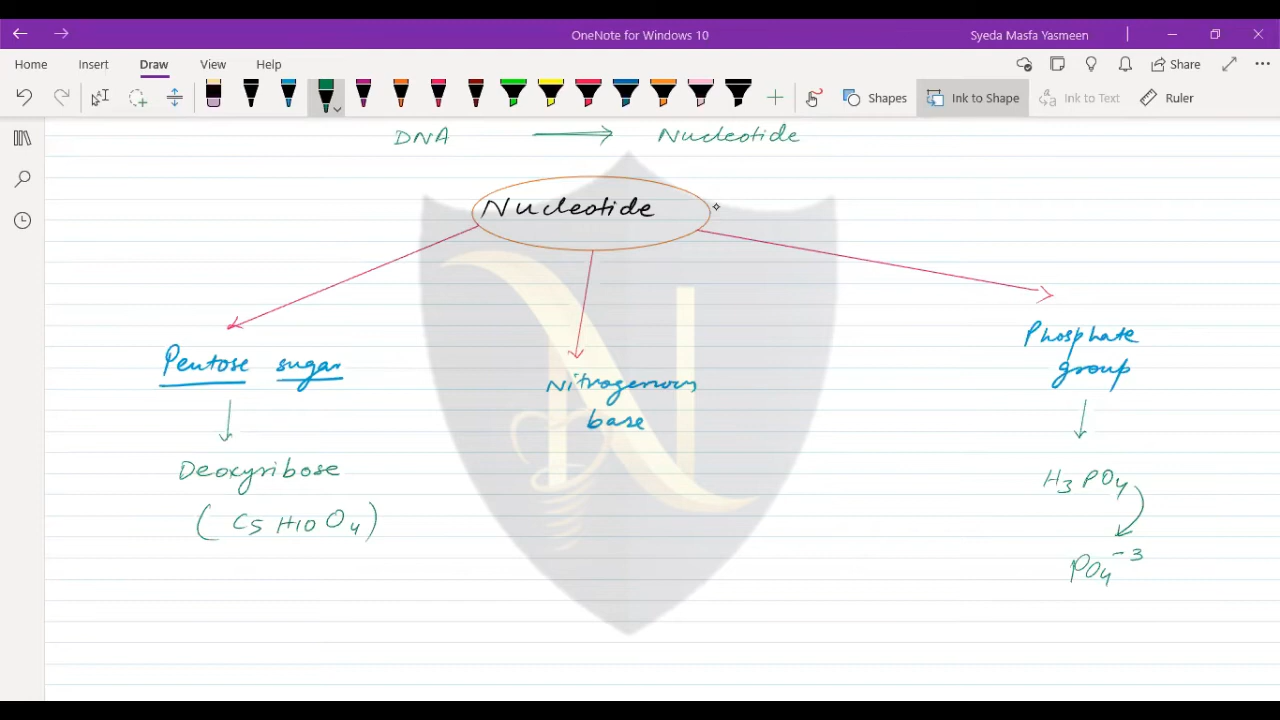 OneNote for Windows 10
Syeda Masfa Yasmeen
Home Insert Draw View Help
Share
Shapes
Ink to Shape
Ink to Text
Ruler
DNA → Nucleotide
Nucleotide
Pentose sugar
Nitrogenous
base
Phosphate
group
Deoxyribose
(C5 H10 O4)
H3 PO4
PO4⁻³